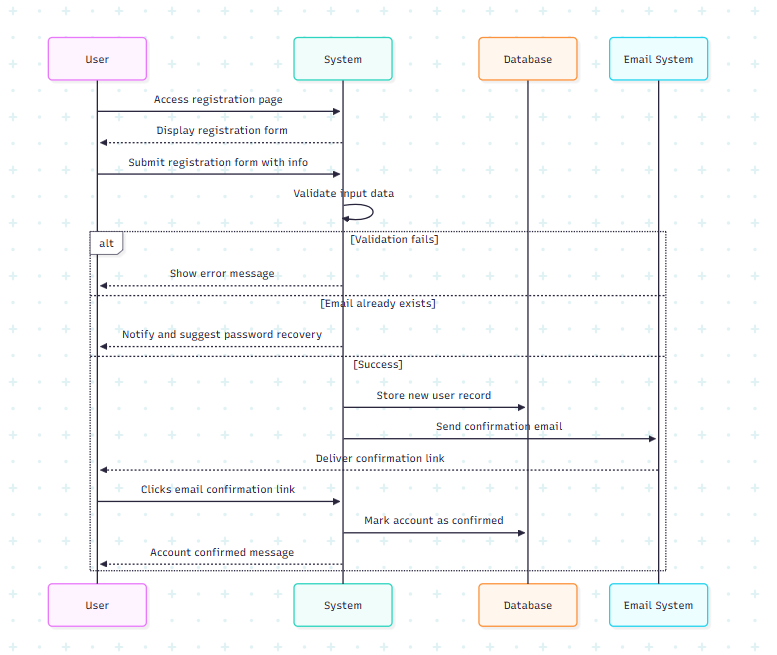 User
System
Database
Email System
Access registration page
Display registration form
Submit registration form with info
Validate input data
alt
[Validation fails]
Show error message
[Email already exists]
Notify and suggest password recovery
[Success]
Store new user record
Send confirmation email
Deliver confirmation link
Clicks email confirmation link
Mark account as confirmed
Account confirmed message
User
System
Database
Email System